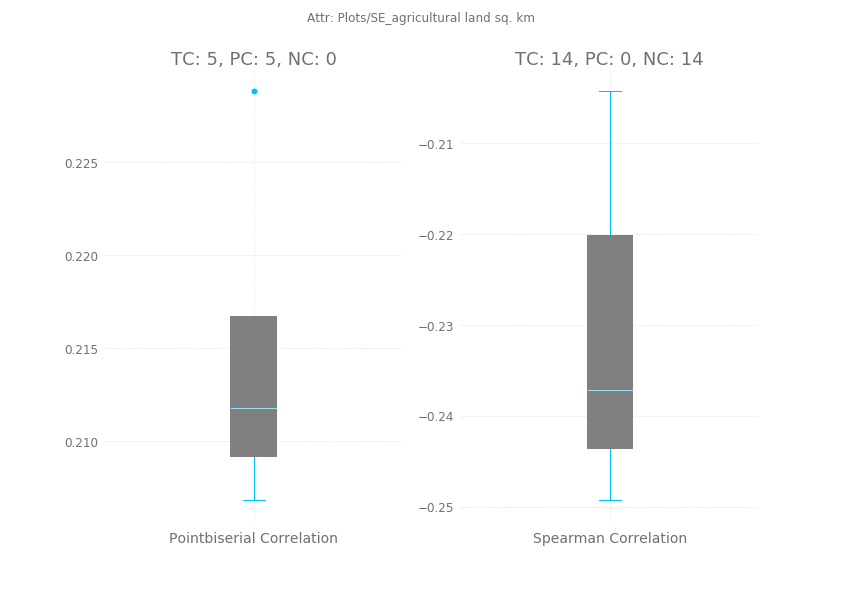 Attr: Plots/SE_agricultural land sq. km
TC: 5, PC: 5, NC: 0
0.225
0.220
0.215
0.210
Pointbiserial Correlation
TC: 14, PC: 0, NC: 14
−0.21
−0.22
−0.23
−0.24
−0.25
Spearman Correlation